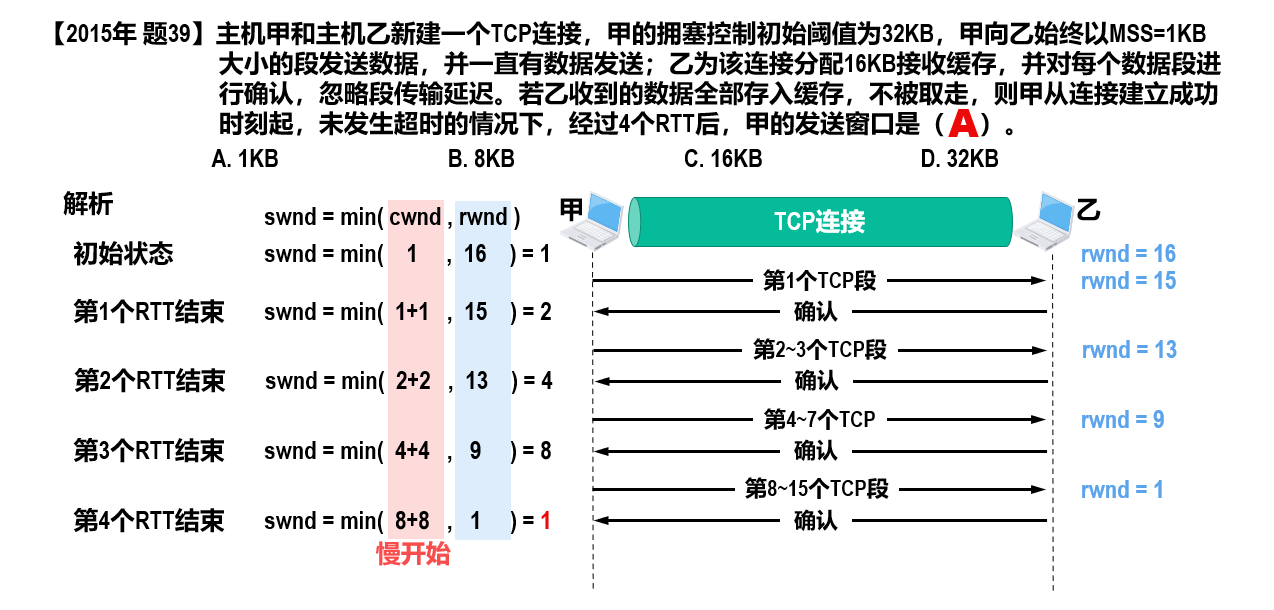 【2015年 题39】主机甲和主机乙新建一个TCP连接，甲的拥塞控制初始阈值为32KB，甲向乙始终以MSS=1KB
大小的段发送数据，并一直有数据发送；乙为该连接分配16KB接收缓存，并对每个数据段进
行确认，忽略段传输延迟。若乙收到的数据全部存入缓存，不被取走，则甲从连接建立成功
时刻起，未发生超时的情况下，经过4个RTT后，甲的发送窗口是（A）。
A. 1KB B. 8KB C. 16KB D. 32KB
解析
swnd = min( cwnd , rwnd ) 甲 TCP连接 乙
初始状态 swnd = min( 1 , 16 ) = 1 rwnd = 16
第1个TCP段 rwnd = 15
第1个RTT结束 swnd = min( 1+1 , 15 ) = 2 确认
第2~3个TCP段 rwnd = 13
第2个RTT结束 swnd = min( 2+2 , 13 ) = 4 确认
第4~7个TCP rwnd = 9
第3个RTT结束 swnd = min( 4+4 , 9 ) = 8 确认
第8~15个TCP段 rwnd = 1
第4个RTT结束 swnd = min( 8+8 , 1 ) = 1 确认
慢开始